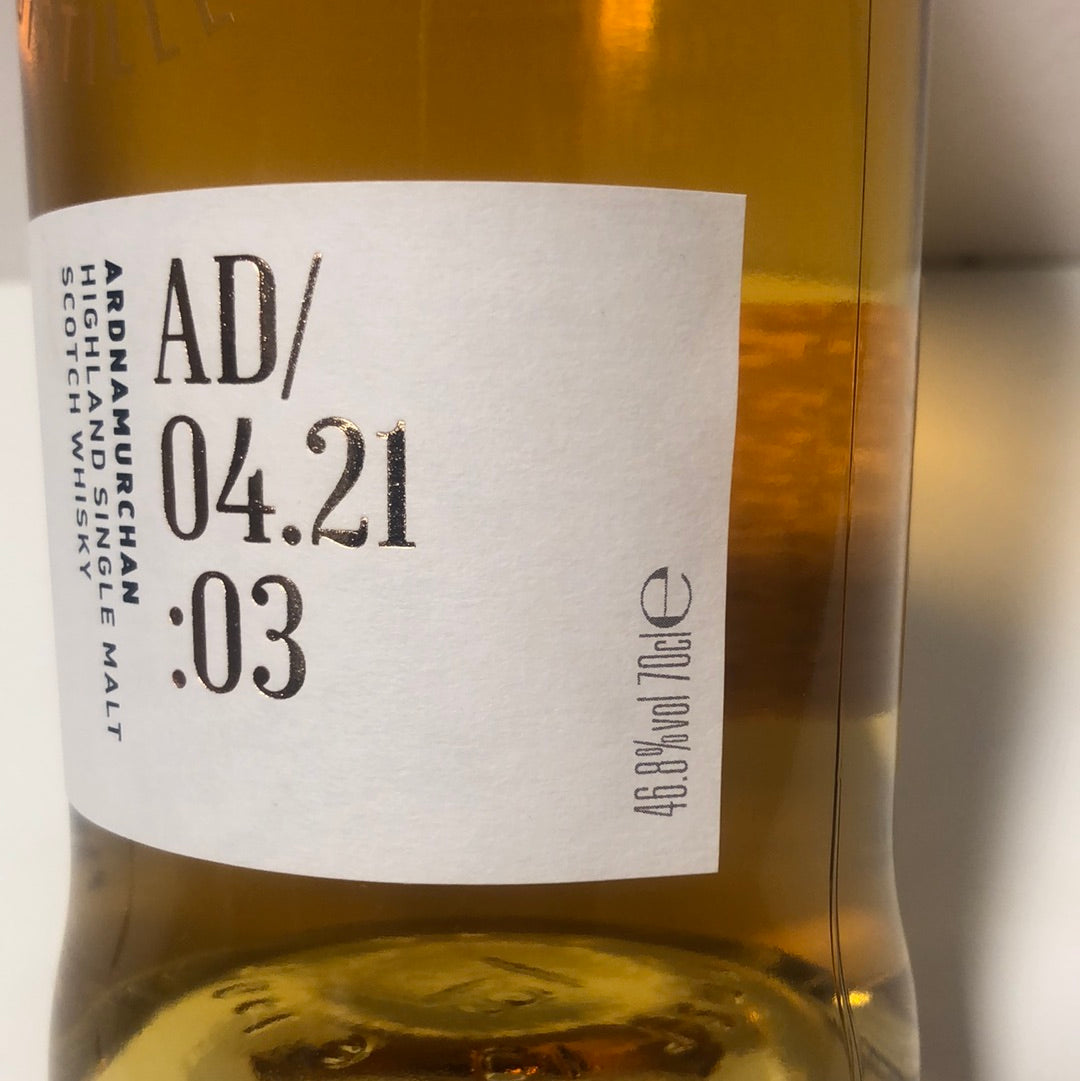 ARDNAMURCHAN
HIGHLAND SINGLE MALT
SCOTCH WHISKY
AD/
04.21
:03
46.8%vol 70cl e